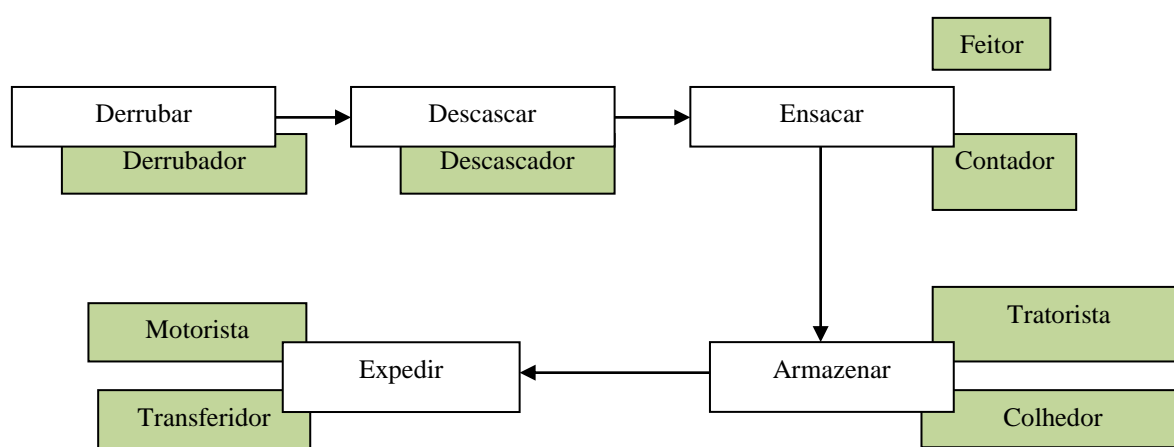 Feitor
Derrubar
Descascar
Ensacar
Derrubador
Descascador
Contador
Motorista
Tratorista
Expedir
Armazenar
Transferidor
Colhedor